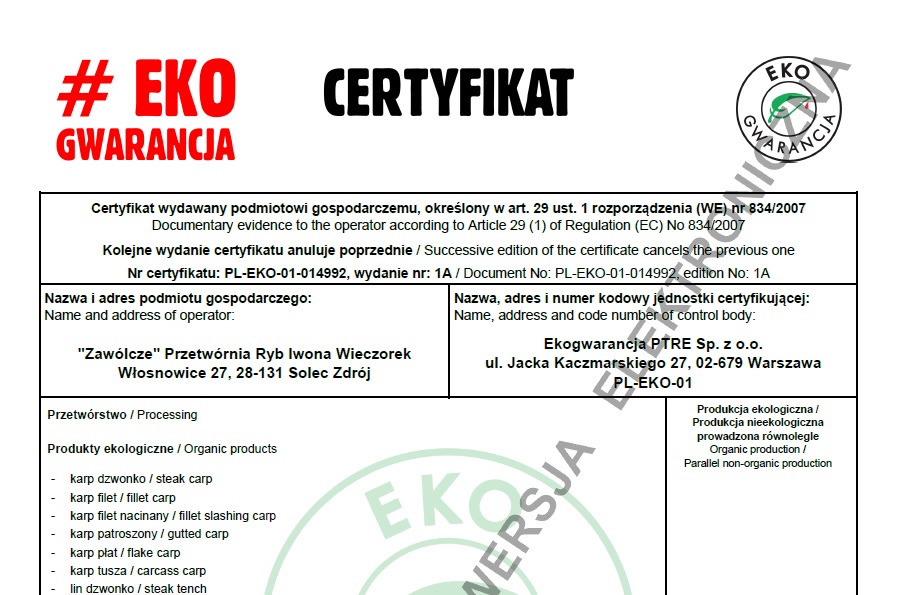 # EKO
GWARANCJA
CERTYFIKAT
EKO
GWARANCJA
Certyfikat wydawany podmiotowi gospodarczemu, określony w art. 29 ust. 1 rozporządzenia (WE) nr 834/2007
Documentary evidence to the operator according to Article 29 (1) of Regulation (EC) No 834/2007
Kolejne wydanie certyfikatu anuluje poprzednie / Successive edition of the certificate cancels the previous one
Nr certyfikatu: PL-EKO-01-014992, wydanie nr: 1A / Document No: PL-EKO-01-014992, edition No: 1A
Nazwa i adres podmiotu gospodarczego:
Name and address of operator:
"Zawólcze" Przetwórnia Ryb Iwona Wieczorek
Włosnowice 27, 28-131 Solec Zdrój
Nazwa, adres i numer kodowy jednostki certyfikującej:
Name, address and code number of control body:
Ekogwarancja PTRE Sp. z o.o.
ul. Jacka Kaczmarskiego 27, 02-679 Warszawa
PL-EKO-01
Przetwórstwo / Processing
Produkty ekologiczne / Organic products
- karp dzwonko / steak carp
- karp filet / fillet carp
- karp filet nacinany / fillet slashing carp
- karp patroszony / gutted carp
- karp płat / flake carp
- karp tusza / carcass carp
- lin dzwonko / steak tench
Produkcja ekologiczna /
Produkcja nieekologiczna
prowadzona równolegle
Organic production /
Parallel non-organic production
EKO
WERSJA ELEKTRONICZNA